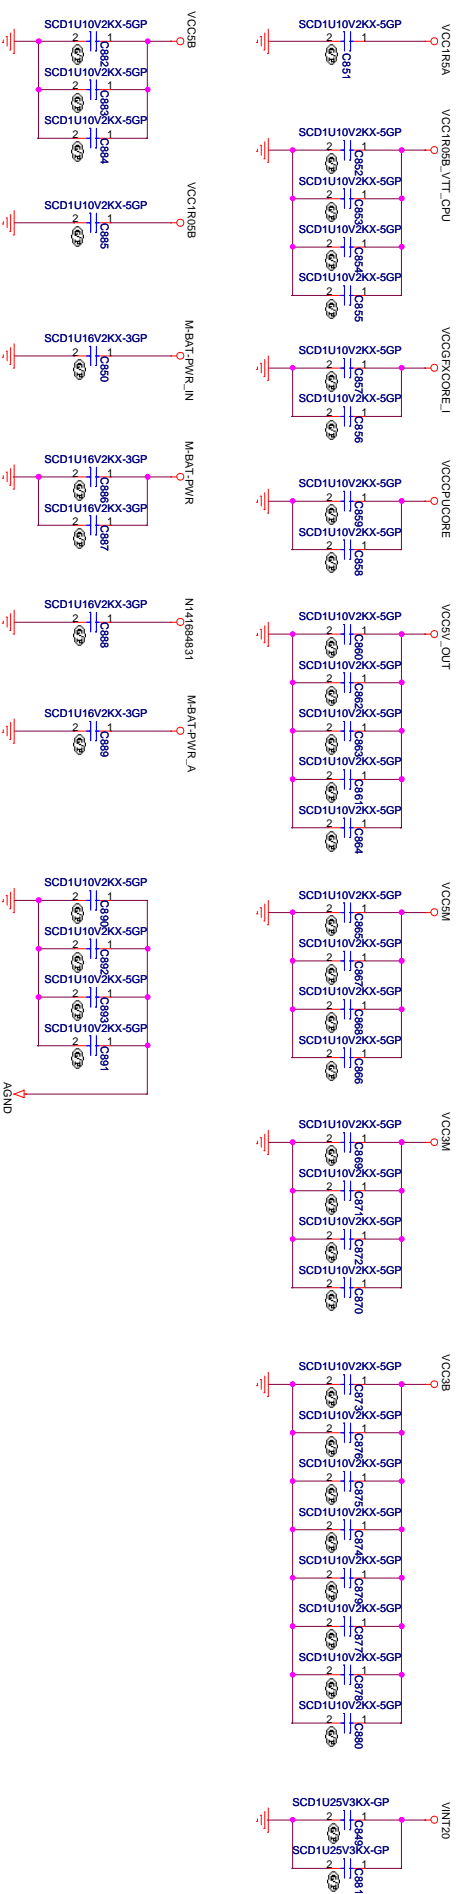 VCC1R5A
SCD1U10V2KX-5GP
2 1
C851
G/P
VCC1R05B_VTT_CPU
SCD1U10V2KX-5GP
2 1
C852
G/P
SCD1U10V2KX-5GP
2 1
C853
G/P
SCD1U10V2KX-5GP
2 1
C854
G/P
SCD1U10V2KX-5GP
2 1
C855
G/P
VCCGFXCORE_I
SCD1U10V2KX-5GP
2 1
C857
G/P
SCD1U10V2KX-5GP
2 1
C856
G/P
VCCCPUCORE
SCD1U10V2KX-5GP
2 1
C859
G/P
SCD1U10V2KX-5GP
2 1
C858
G/P
VCC5V_OUT
SCD1U10V2KX-5GP
2 1
C860
G/P
SCD1U10V2KX-5GP
2 1
C862
G/P
SCD1U10V2KX-5GP
2 1
C863
G/P
SCD1U10V2KX-5GP
2 1
C861
G/P
SCD1U10V2KX-5GP
2 1
C864
G/P
VCC5M
SCD1U10V2KX-5GP
2 1
C865
G/P
SCD1U10V2KX-5GP
2 1
C867
G/P
SCD1U10V2KX-5GP
2 1
C868
G/P
SCD1U10V2KX-5GP
2 1
C866
G/P
VCC3M
SCD1U10V2KX-5GP
2 1
C869
G/P
SCD1U10V2KX-5GP
2 1
C871
G/P
SCD1U10V2KX-5GP
2 1
C872
G/P
SCD1U10V2KX-5GP
2 1
C870
G/P
VCC3B
SCD1U10V2KX-5GP
2 1
C873
G/P
SCD1U10V2KX-5GP
2 1
C876
G/P
SCD1U10V2KX-5GP
2 1
C875
G/P
SCD1U10V2KX-5GP
2 1
C874
G/P
SCD1U10V2KX-5GP
2 1
C879
G/P
SCD1U10V2KX-5GP
2 1
C877
G/P
SCD1U10V2KX-5GP
2 1
C878
G/P
SCD1U10V2KX-5GP
2 1
C880
G/P
VINT20
SCD1U25V3KX-GP
2 1
C849
G/P
SCD1U25V3KX-GP
2 1
C881
G/P
VCC5B
SCD1U10V2KX-5GP
2 1
C882
G/P
SCD1U10V2KX-5GP
2 1
C883
G/P
SCD1U10V2KX-5GP
2 1
C884
G/P
VCC1R05B
SCD1U10V2KX-5GP
2 1
C885
G/P
M-BAT-PWR_IN
SCD1U16V2KX-3GP
2 1
C850
G/P
M-BAT-PWR
SCD1U16V2KX-3GP
2 1
C886
G/P
SCD1U16V2KX-3GP
2 1
C887
G/P
N141684831
SCD1U16V2KX-3GP
2 1
C888
G/P
M-BAT-PWR_A
SCD1U16V2KX-3GP
2 1
C889
G/P
SCD1U10V2KX-5GP
2 1
C890
G/P
SCD1U10V2KX-5GP
2 1
C892
G/P
SCD1U10V2KX-5GP
2 1
C893
G/P
SCD1U10V2KX-5GP
2 1
C891
G/P
AGND